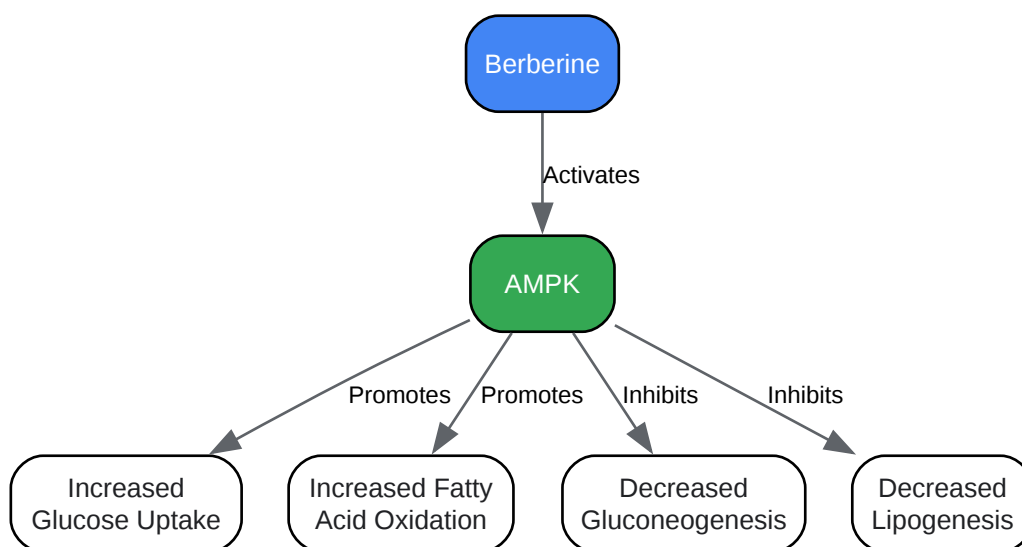 Berberine
Activates
AMPK
Promotes
Promotes
Inhibits
Inhibits
Increased
Glucose Uptake
Increased Fatty
Acid Oxidation
Decreased
Gluconeogenesis
Decreased
Lipogenesis